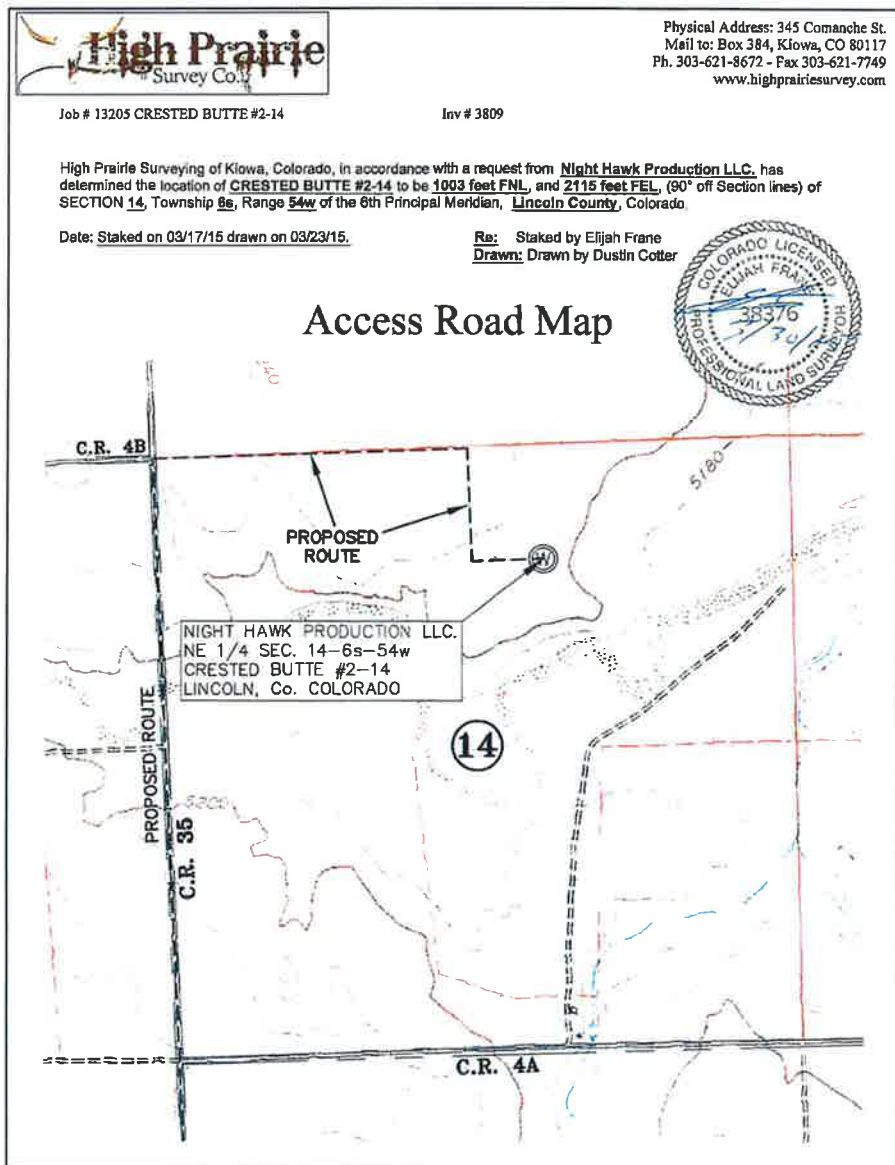 High Prairie
Survey Co.
Physical Address: 345 Comanche St.
Mail to: Box 384, Kiowa, CO 80117
Ph. 303-621-8672 - Fax 303-621-7749
www.highprairiesurvey.com
Job # 13205 CRESTED BUTTE #2-14
Inv # 3809
High Prairie Surveying of Kiowa, Colorado, in accordance with a request from Night Hawk Production LLC. has
determined the location of CRESTED BUTTE #2-14 to be 1003 feet FNL, and 2115 feet FEL, (90° off Section lines) of
SECTION 14, Township 6s, Range 54w of the 6th Principal Meridian, Lincoln County, Colorado
Date: Staked on 03/17/15 drawn on 03/23/15.
Re: Staked by Elijah Frane
Drawn: Drawn by Dustin Cotter
COLORADO LICENSED
ELIJAH FRANE
38376
PROFESSIONAL LAND SURVEYOR
Access Road Map
C.R. 4B
5180
PROPOSED
ROUTE
W
NIGHT HAWK PRODUCTION LLC.
NE 1/4 SEC. 14-6s-54w
CRESTED BUTTE #2-14
LINCOLN, Co. COLORADO
PROPOSED ROUTE
14
5200
C.R. 35
C.R. 4A